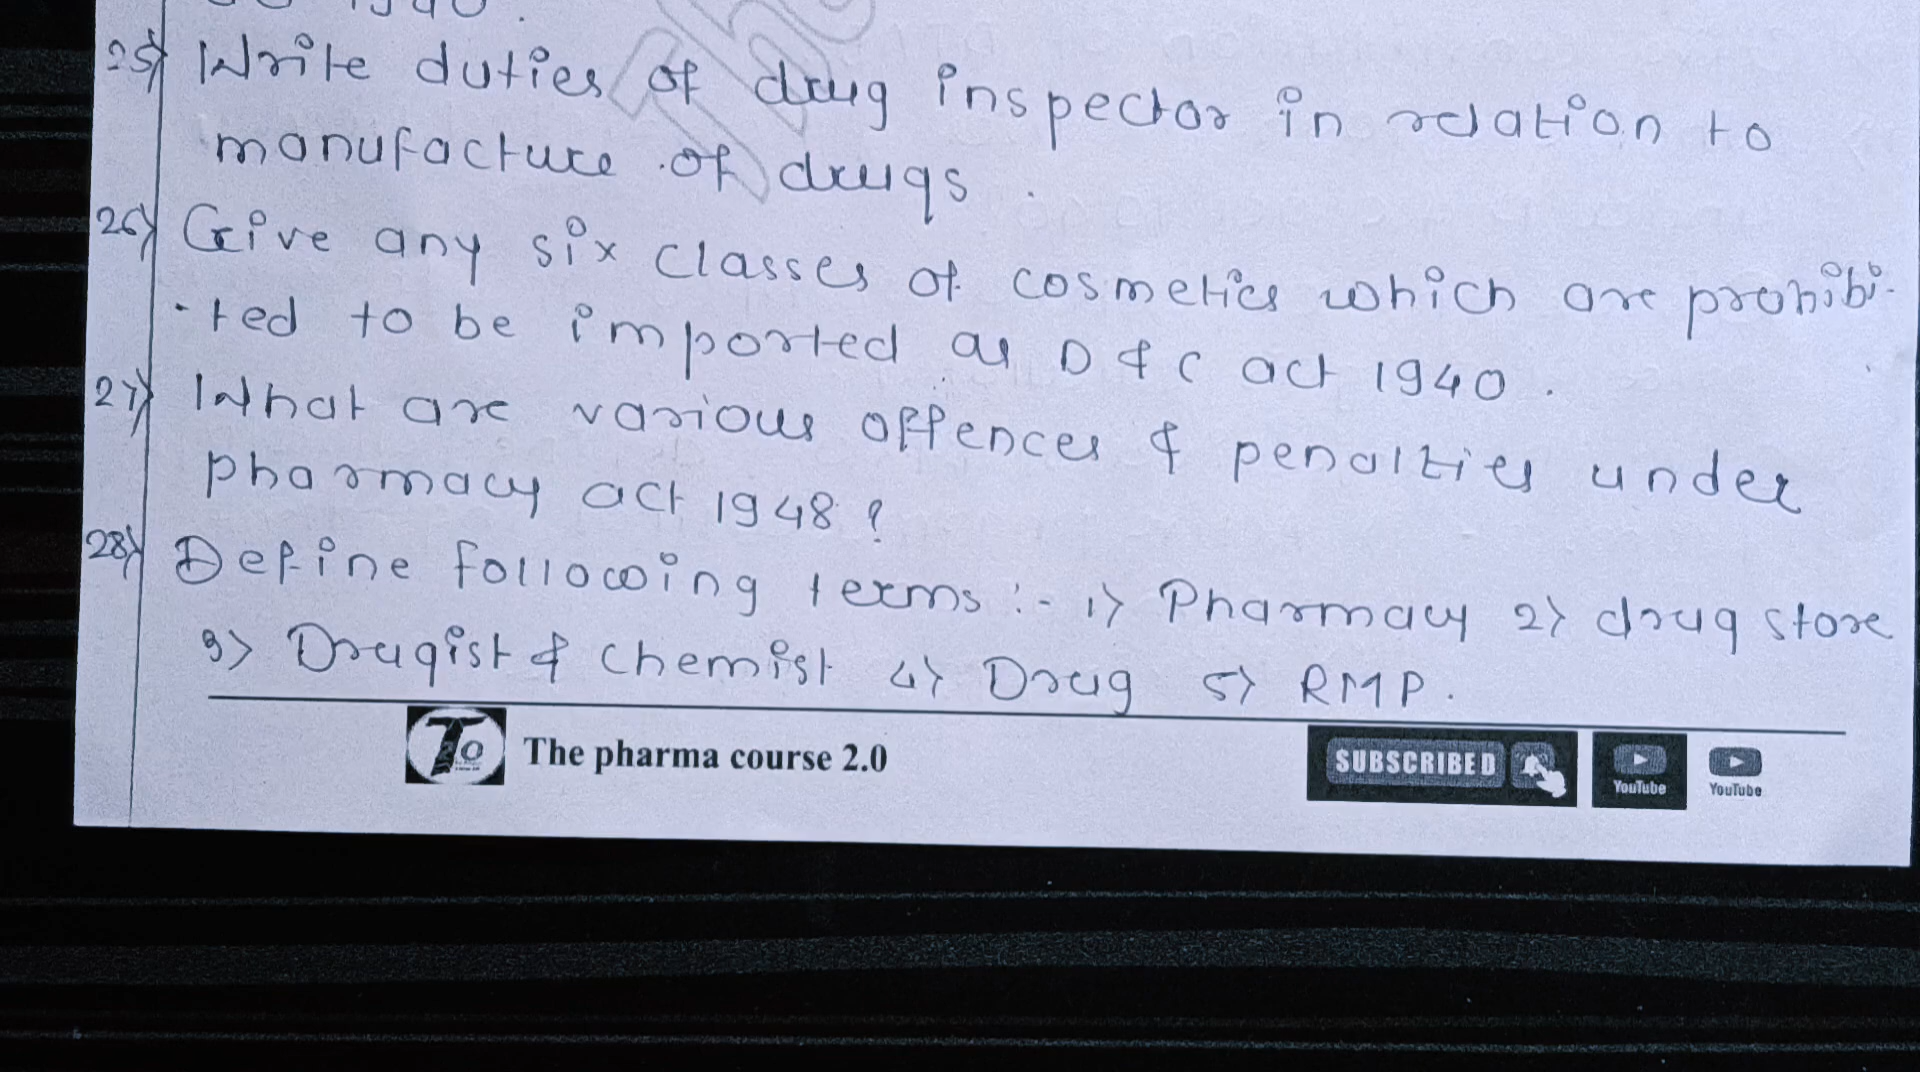 25) Write duties of drug inspector in relation to
manufacture of drugs.
26) Give any six classes of cosmetics which are prohibi-
-ted to be imported as D & C act 1940.
27) What are various offences & penalties under
pharmacy act 1948?
28) Define following terms :- 1) Pharmacy 2) drug store
3) Drugist & chemist 4) Drug 5) RMP.
The pharma course 2.0
SUBSCRIBED
YouTube
YouTube